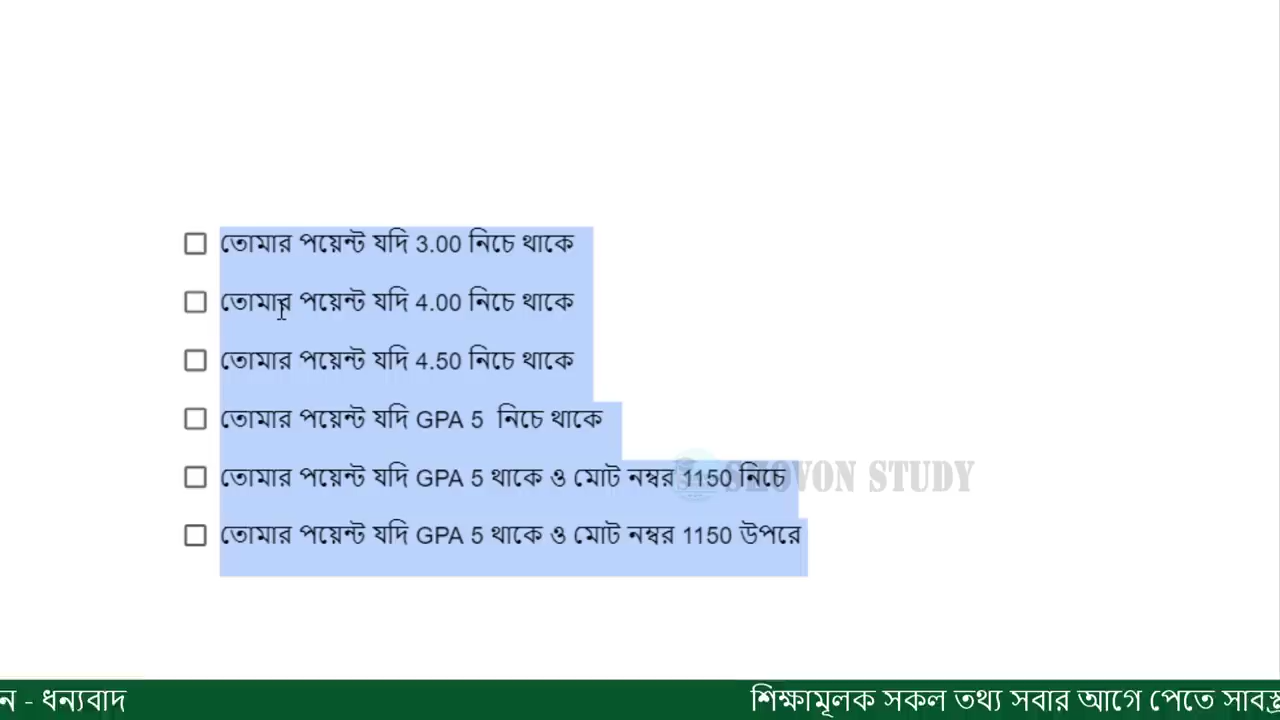 তোমার পয়েন্ট যদি 3.00 নিচে থাকে
তোমার পয়েন্ট যদি 4.00 নিচে থাকে
তোমার পয়েন্ট যদি 4.50 নিচে থাকে
তোমার পয়েন্ট যদি GPA 5 নিচে থাকে
তোমার পয়েন্ট যদি GPA 5 থাকে ও মোট নম্বর 1150 নিচে
SHOVON STUDY
তোমার পয়েন্ট যদি GPA 5 থাকে ও মোট নম্বর 1150 উপরে
ন - ধন্যবাদ শিক্ষামূলক সকল তথ্য সবার আগে পেতে